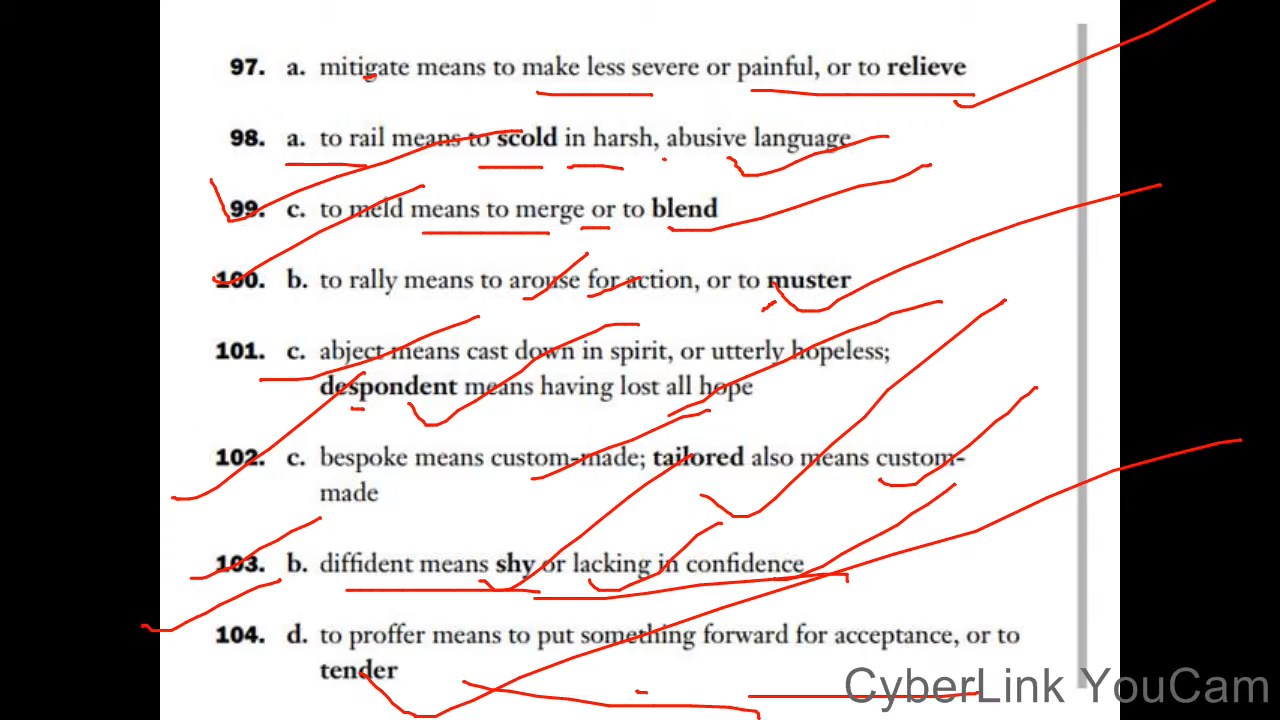 97. a. mitigate means to make less severe or painful, or to relieve
98. a. to rail means to scold in harsh, abusive language
99. c. to meld means to merge or to blend
100. b. to rally means to arouse for action, or to muster
101. c. abject means cast down in spirit, or utterly hopeless;
despondent means having lost all hope
102. c. bespoke means custom-made; tailored also means custom-
made
103. b. diffident means shy or lacking in confidence
104. d. to proffer means to put something forward for acceptance, or to
tender
CyberLink YouCam